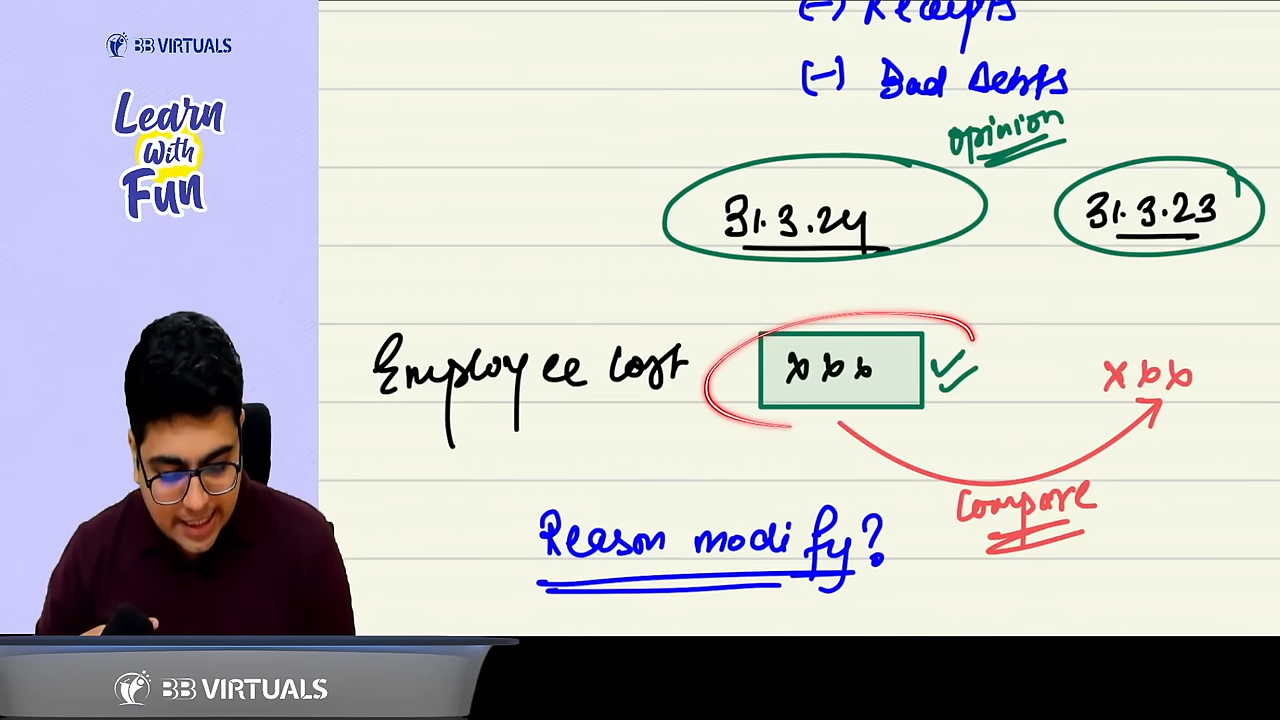 BB VIRTUALS
Learn
With
Fun
(-) Receipts
(-) Bad Debts
opinion
31.3.24 31.3.23
Employee cost xxx xxx
Compare
Reason modify?
BB VIRTUALS